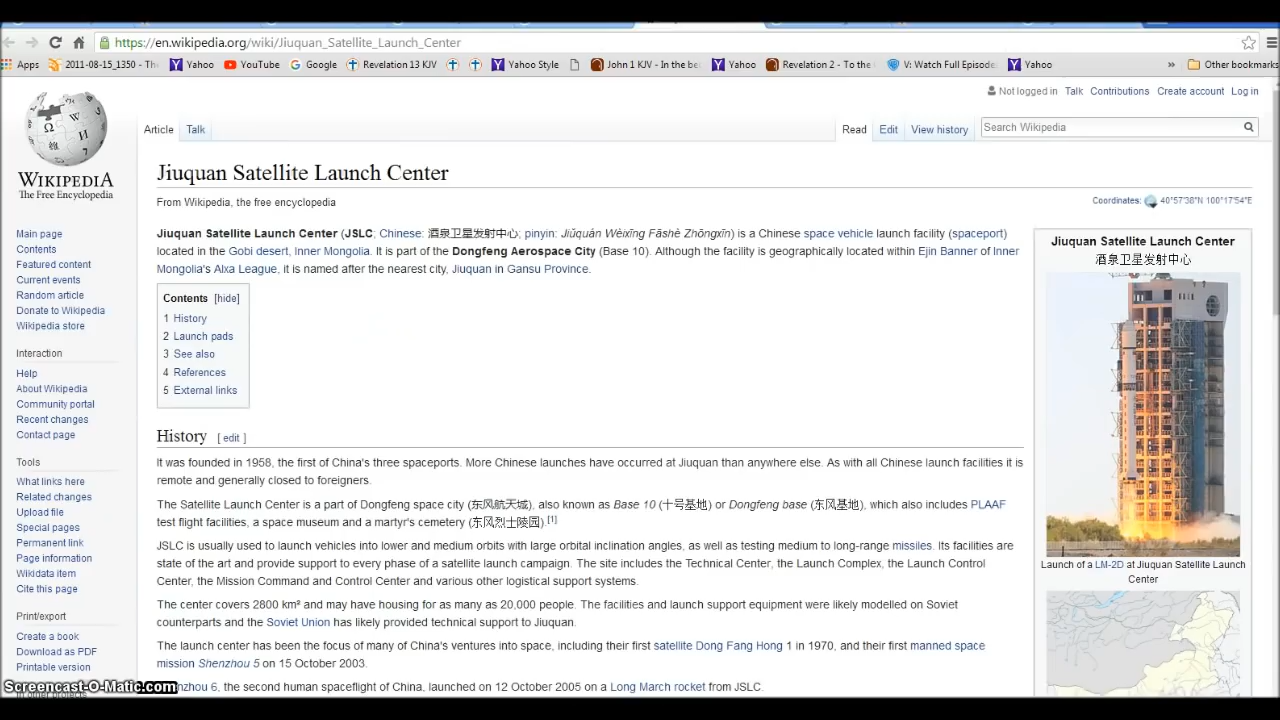 https://en.wikipedia.org/wiki/Jiuquan_Satellite_Launch_Center
Apps 2011-08-15_1350 - Th Yahoo YouTube Google Revelation 13 KJV Yahoo Style John 1 KJV - In the be Yahoo Revelation 2 - To the V: Watch Full Episode Yahoo » Other bookmarks
Not logged in Talk Contributions Create account Log in
Article Talk Read Edit View history Search Wikipedia
WIKIPEDIA
The Free Encyclopedia
Main page
Contents
Featured content
Current events
Random article
Donate to Wikipedia
Wikipedia store
Interaction
Help
About Wikipedia
Community portal
Recent changes
Contact page
Tools
What links here
Related changes
Upload file
Special pages
Permanent link
Page information
Wikidata item
Cite this page
Print/export
Create a book
Download as PDF
Printable version
Jiuquan Satellite Launch Center
From Wikipedia, the free encyclopedia
Coordinates: 40°57′38″N 100°17′54″E
Jiuquan Satellite Launch Center (JSLC; Chinese: 酒泉卫星发射中心; pinyin: Jiǔquán Wèixīng Fāshè Zhōngxīn) is a Chinese space vehicle launch facility (spaceport)
located in the Gobi desert, Inner Mongolia. It is part of the Dongfeng Aerospace City (Base 10). Although the facility is geographically located within Ejin Banner of Inner
Mongolia's Alxa League, it is named after the nearest city, Jiuquan in Gansu Province.
Contents [hide]
1 History
2 Launch pads
3 See also
4 References
5 External links
History [ edit ]
It was founded in 1958, the first of China's three spaceports. More Chinese launches have occurred at Jiuquan than anywhere else. As with all Chinese launch facilities it is
remote and generally closed to foreigners.
The Satellite Launch Center is a part of Dongfeng space city (东风航天城), also known as Base 10 (十号基地) or Dongfeng base (东风基地), which also includes PLAAF
test flight facilities, a space museum and a martyr's cemetery (东风烈士陵园).[1]
JSLC is usually used to launch vehicles into lower and medium orbits with large orbital inclination angles, as well as testing medium to long-range missiles. Its facilities are
state of the art and provide support to every phase of a satellite launch campaign. The site includes the Technical Center, the Launch Complex, the Launch Control
Center, the Mission Command and Control Center and various other logistical support systems.
The center covers 2800 km² and may have housing for as many as 20,000 people. The facilities and launch support equipment were likely modelled on Soviet
counterparts and the Soviet Union has likely provided technical support to Jiuquan.
The launch center has been the focus of many of China's ventures into space, including their first satellite Dong Fang Hong 1 in 1970, and their first manned space
mission Shenzhou 5 on 15 October 2003.
nzhou 6, the second human spaceflight of China, launched on 12 October 2005 on a Long March rocket from JSLC.
Jiuquan Satellite Launch Center
酒泉卫星发射中心
Launch of a LM-2D at Jiuquan Satellite Launch
Center
Screencast-O-Matic.com